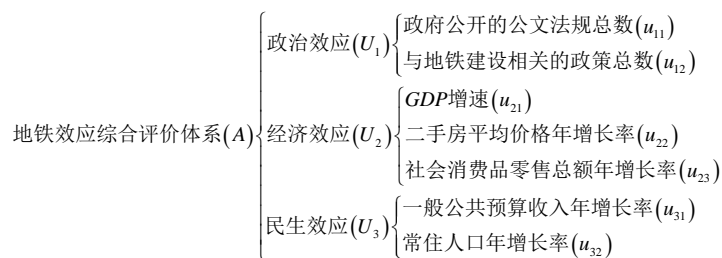 政府公开的公文法规总数(u₁₁)
政治效应(U₁)
与地铁建设相关的政策总数(u₁₂)
GDP增速(u₂₁)
地铁效应综合评价体系(A)
经济效应(U₂)
二手房平均价格年增长率(u₂₂)
社会消费品零售总额年增长率(u₂₃)
一般公共预算收入年增长率(u₃₁)
民生效应(U₃)
常住人口年增长率(u₃₂)